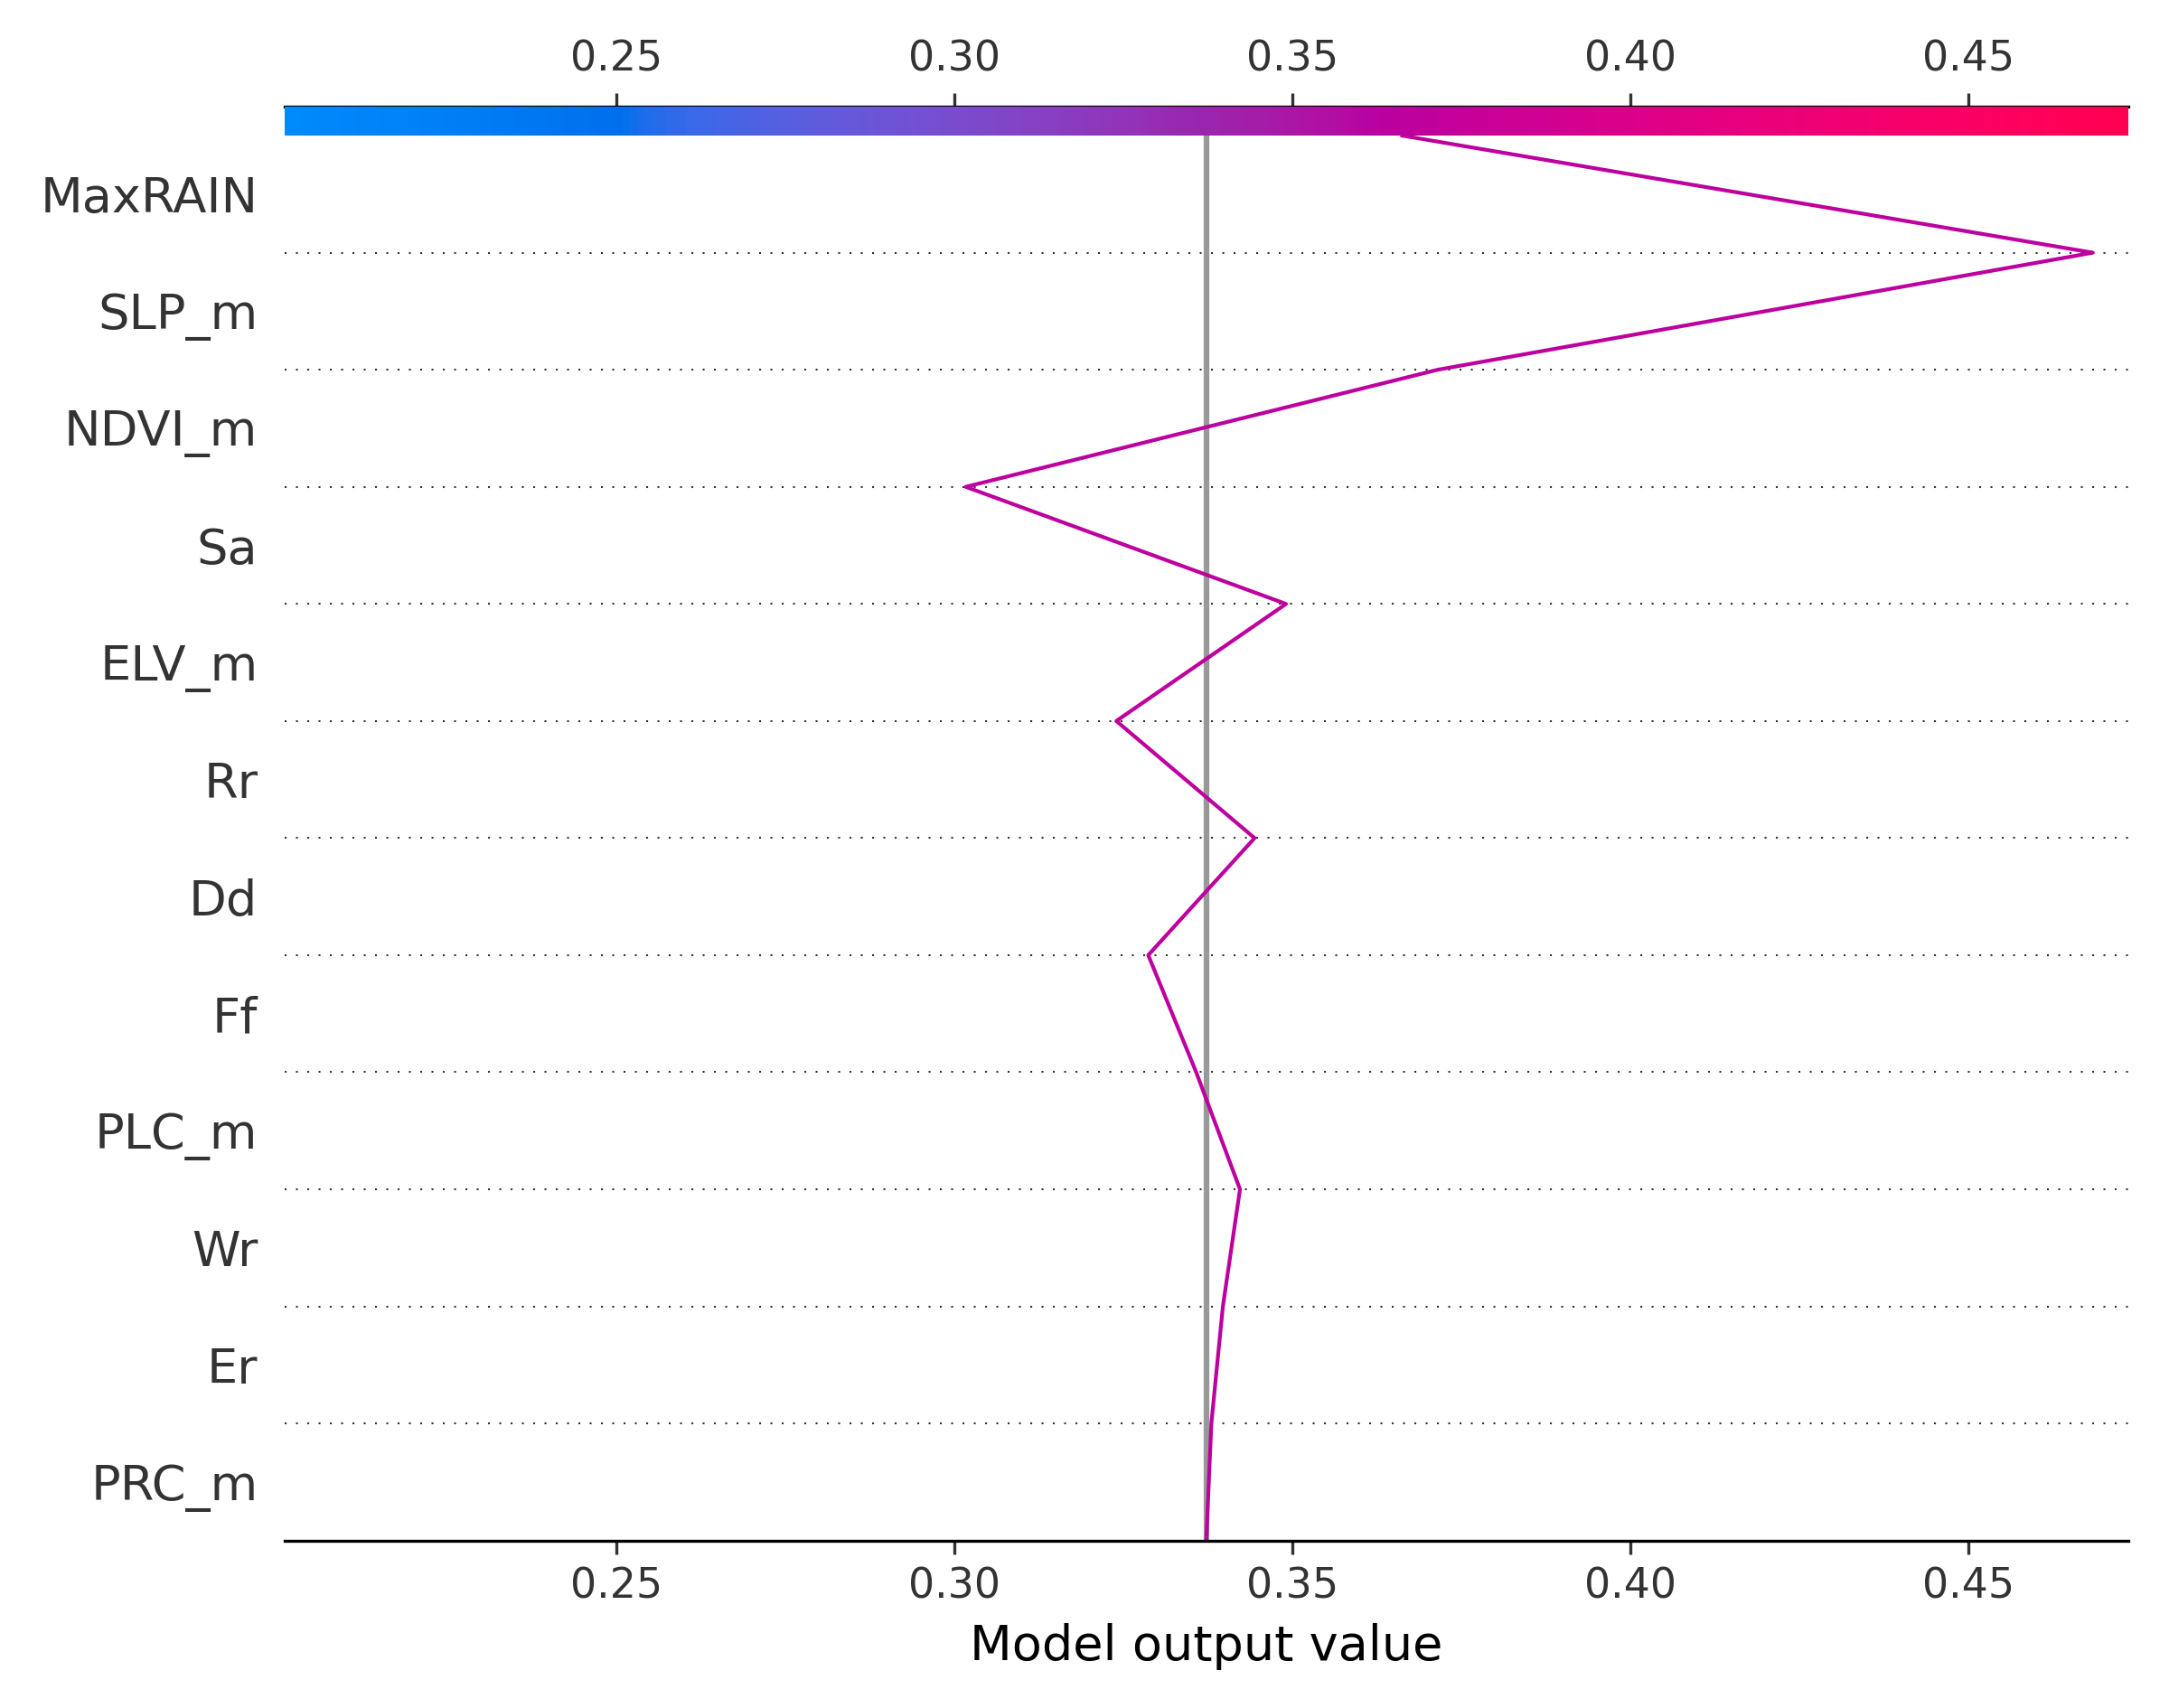 0.25 0.30 0.35 0.40 0.45
MaxRAIN
SLP_m
NDVI_m
Sa
ELV_m
Rr
Dd
Ff
PLC_m
Wr
Er
PRC_m
0.25 0.30 0.35 0.40 0.45
Model output value